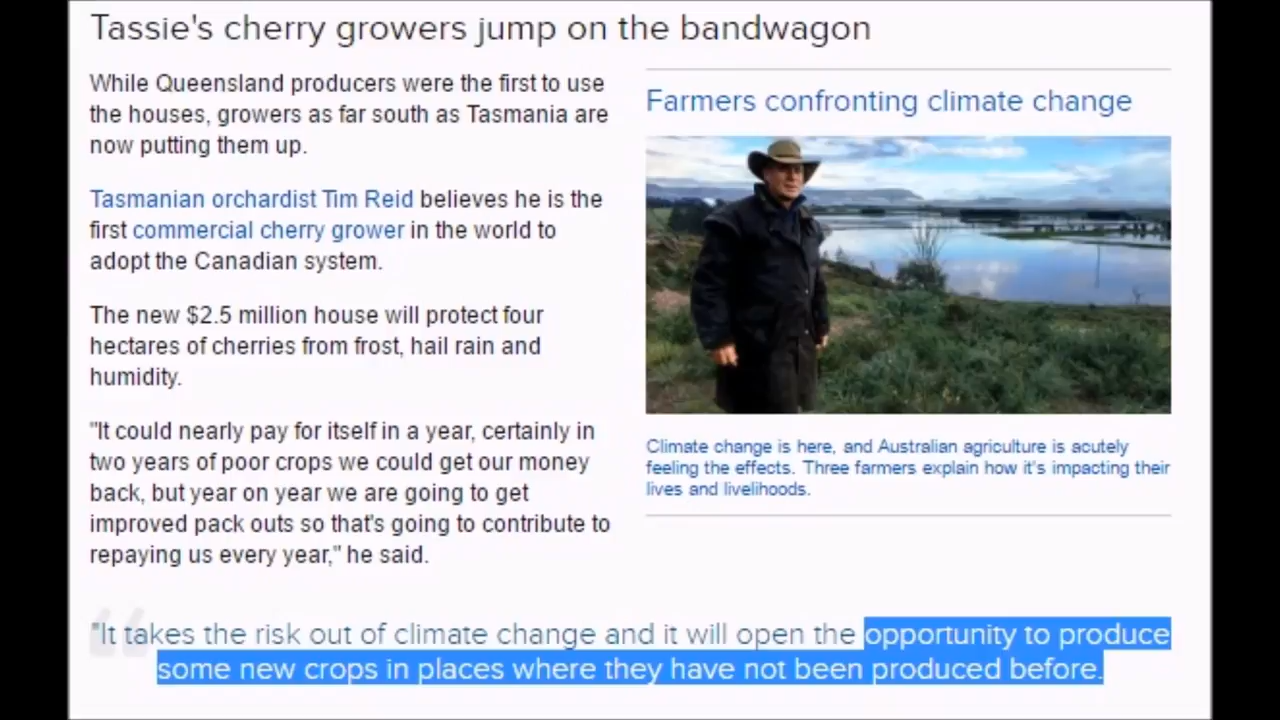 Tassie's cherry growers jump on the bandwagon
While Queensland producers were the first to use
the houses, growers as far south as Tasmania are
now putting them up.
Tasmanian orchardist Tim Reid believes he is the
first commercial cherry grower in the world to
adopt the Canadian system.
The new $2.5 million house will protect four
hectares of cherries from frost, hail rain and
humidity.
"It could nearly pay for itself in a year, certainly in
two years of poor crops we could get our money
back, but year on year we are going to get
improved pack outs so that's going to contribute to
repaying us every year," he said.
Farmers confronting climate change
Climate change is here, and Australian agriculture is acutely
feeling the effects. Three farmers explain how it's impacting their
lives and livelihoods.
"It takes the risk out of climate change and it will open the opportunity to produce
some new crops in places where they have not been produced before.